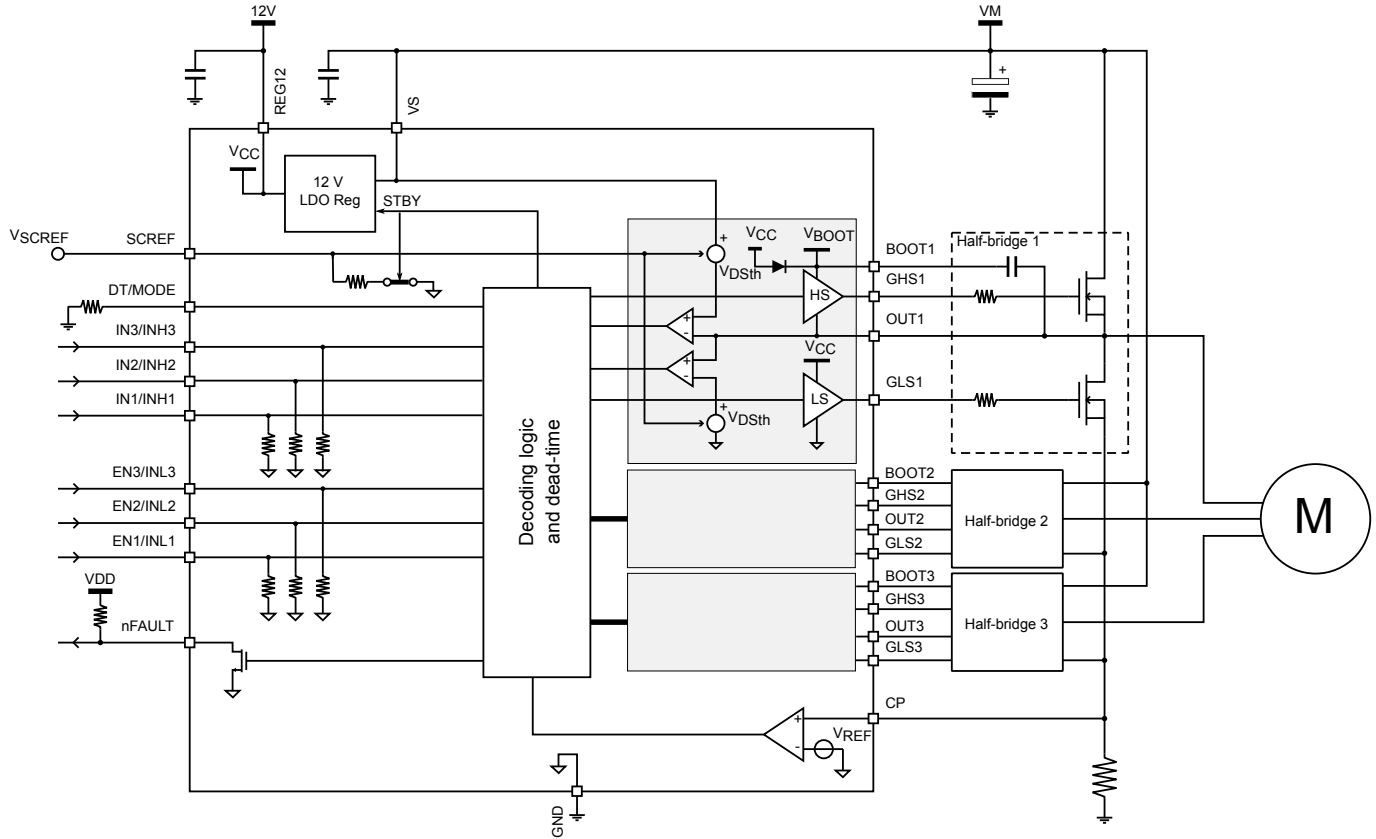 12V
VM
+
REG12
VS
VCC
12 V
LDO Reg
STBY
VSCREF
SCREF
+
VDSth
VCC
VBOOT
BOOT1
Half-bridge 1
DT/MODE
HS
GHS1
IN3/INH3
+
-
OUT1
IN2/INH2
+
-
VCC
IN1/INH1
LS
GLS1
+
VDSth
Decoding logic
and dead-time
EN3/INL3
EN2/INL2
EN1/INL1
BOOT2
GHS2
OUT2
GLS2
Half-bridge 2
M
VDD
nFAULT
BOOT3
GHS3
OUT3
GLS3
Half-bridge 3
CP
+
-
VREF
GND